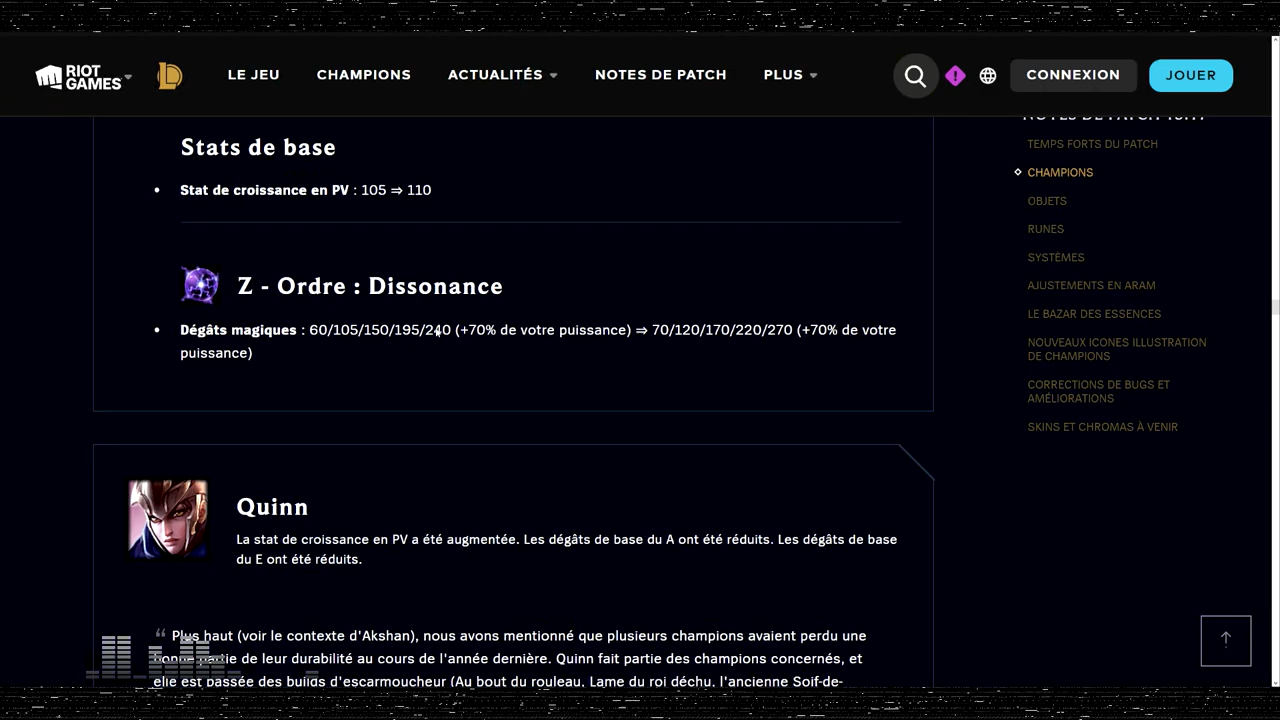 RIOT
GAMES
LE JEU
CHAMPIONS
ACTUALITÉS
NOTES DE PATCH
PLUS
CONNEXION
JOUER
Stats de base
• Stat de croissance en PV : 105 ⇒ 110
Z - Ordre : Dissonance
• Dégâts magiques : 60/105/150/195/240 (+70% de votre puissance) ⇒ 70/120/170/220/270 (+70% de votre
puissance)
Quinn
La stat de croissance en PV a été augmentée. Les dégâts de base du A ont été réduits. Les dégâts de base
du E ont été réduits.
“ Plus haut (voir le contexte d'Akshan), nous avons mentionné que plusieurs champions avaient perdu une
bonne partie de leur durabilité au cours de l'année dernière. Quinn fait partie des champions concernés, et
elle est passée des builds d'escarmoucheur (Au bout du rouleau, Lame du roi déchu, l'ancienne Soif-de-
TEMPS FORTS DU PATCH
CHAMPIONS
OBJETS
RUNES
SYSTÈMES
AJUSTEMENTS EN ARAM
LE BAZAR DES ESSENCES
NOUVEAUX ICONES ILLUSTRATION
DE CHAMPIONS
CORRECTIONS DE BUGS ET
AMÉLIORATIONS
SKINS ET CHROMAS À VENIR